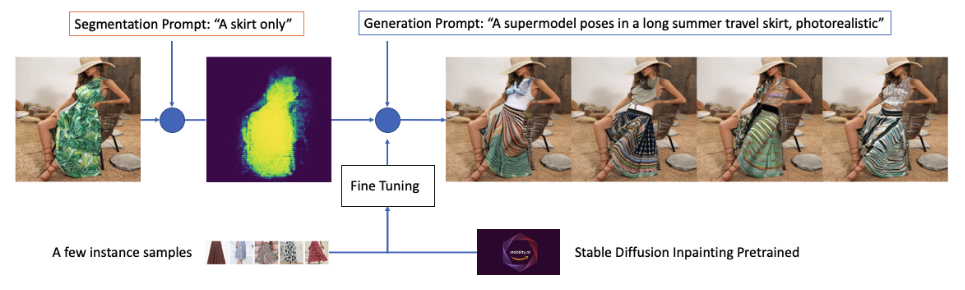 Segmentation Prompt: “A skirt only”
Generation Prompt: “A supermodel poses in a long summer travel skirt, photorealistic”
Fine Tuning
A few instance samples
stability.ai
Stable Diffusion Inpainting Pretrained